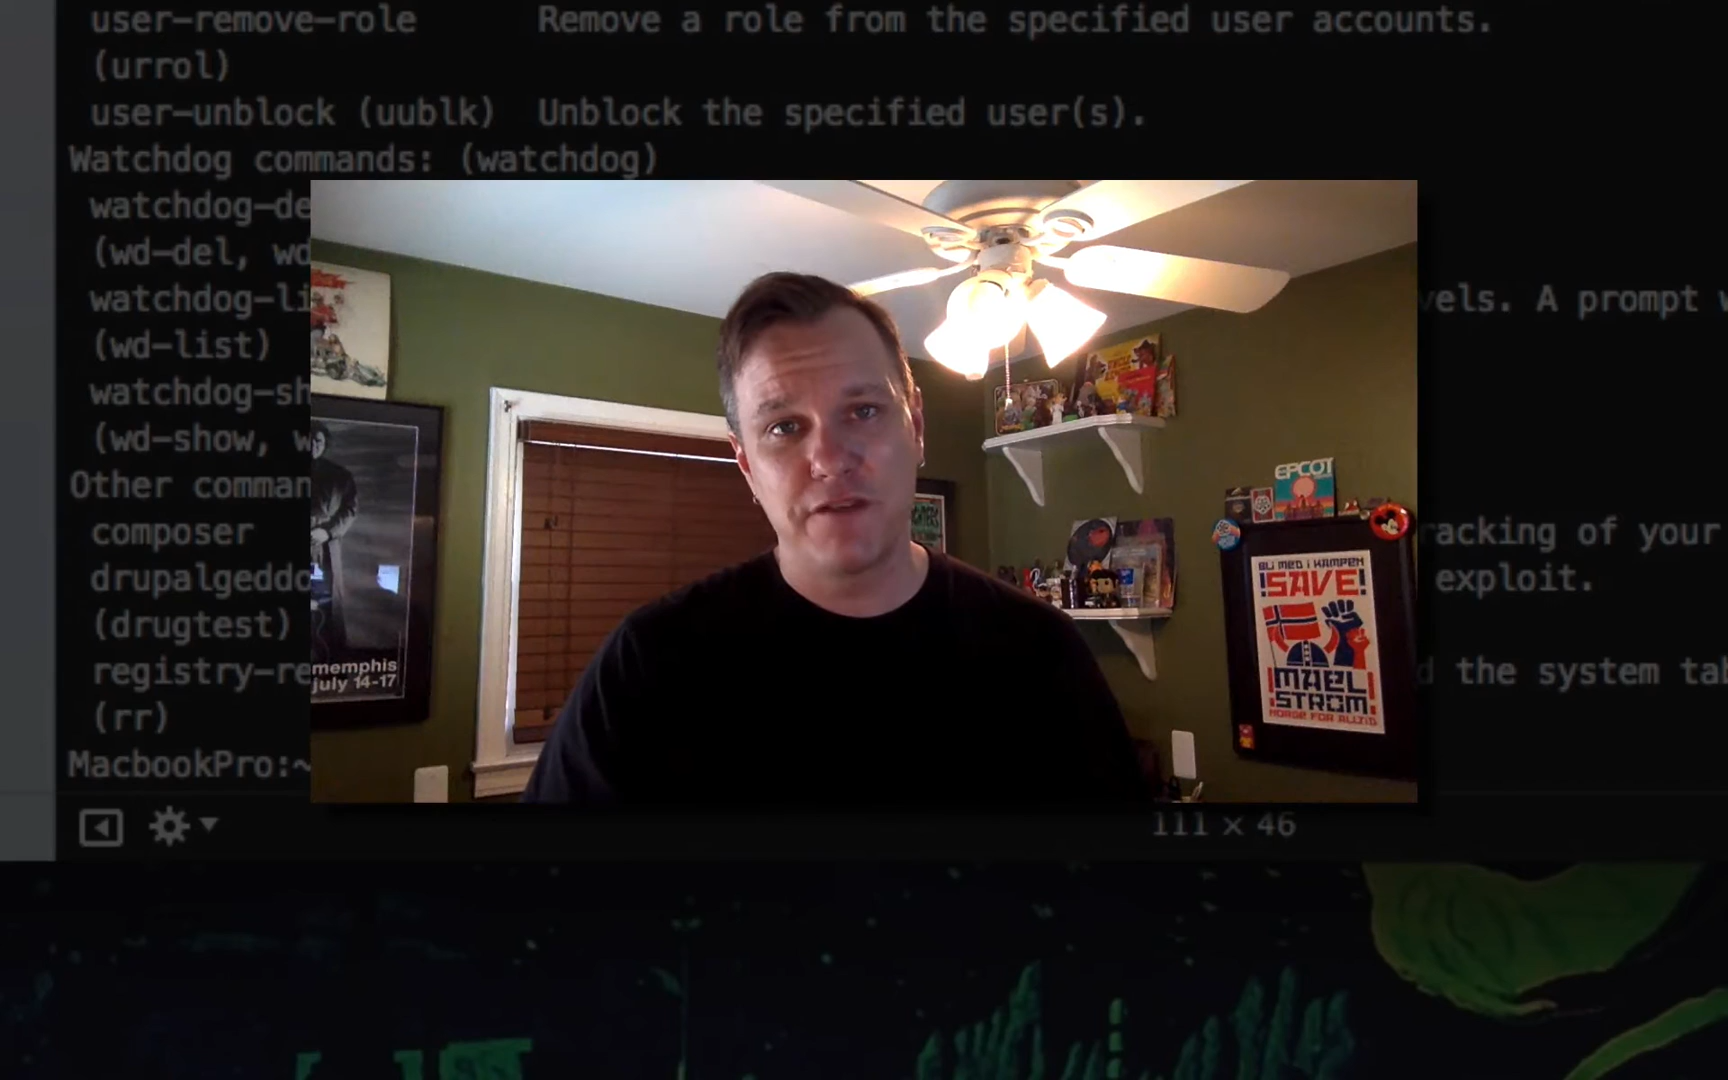 user-remove-role Remove a role from the specified user accounts.
(urrol)
user-unblock (uublk) Unblock the specified user(s).
Watchdog commands: (watchdog)
watchdog-de
(wd-del, wd
watchdog-li vels. A prompt w
(wd-list)
watchdog-sh
(wd-show, w
Other comman
composer racking of your
drupalgeddo exploit.
(drugtest)
registry-re d the system tab
(rr)
MacbookPro:~
111 × 46
memphis
july 14-17
EPCOT
BLI MED I KAMPEN
!SAVE!
MAEL
STROM
NORGE FOR ALLTID